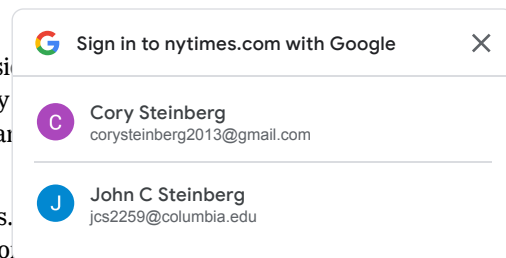 Sign in to nytimes.com with Google
Cory Steinberg
C
corysteinberg2013@gmail.com
John C Steinberg
J
jcs2259@columbia.edu